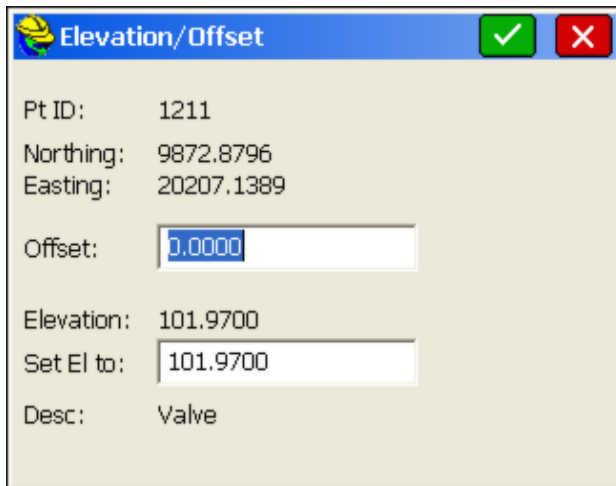 Elevation/Offset
Pt ID: 1211
Northing: 9872.8796
Easting: 20207.1389
Offset: 0.0000
Elevation: 101.9700
Set El to: 101.9700
Desc: Valve